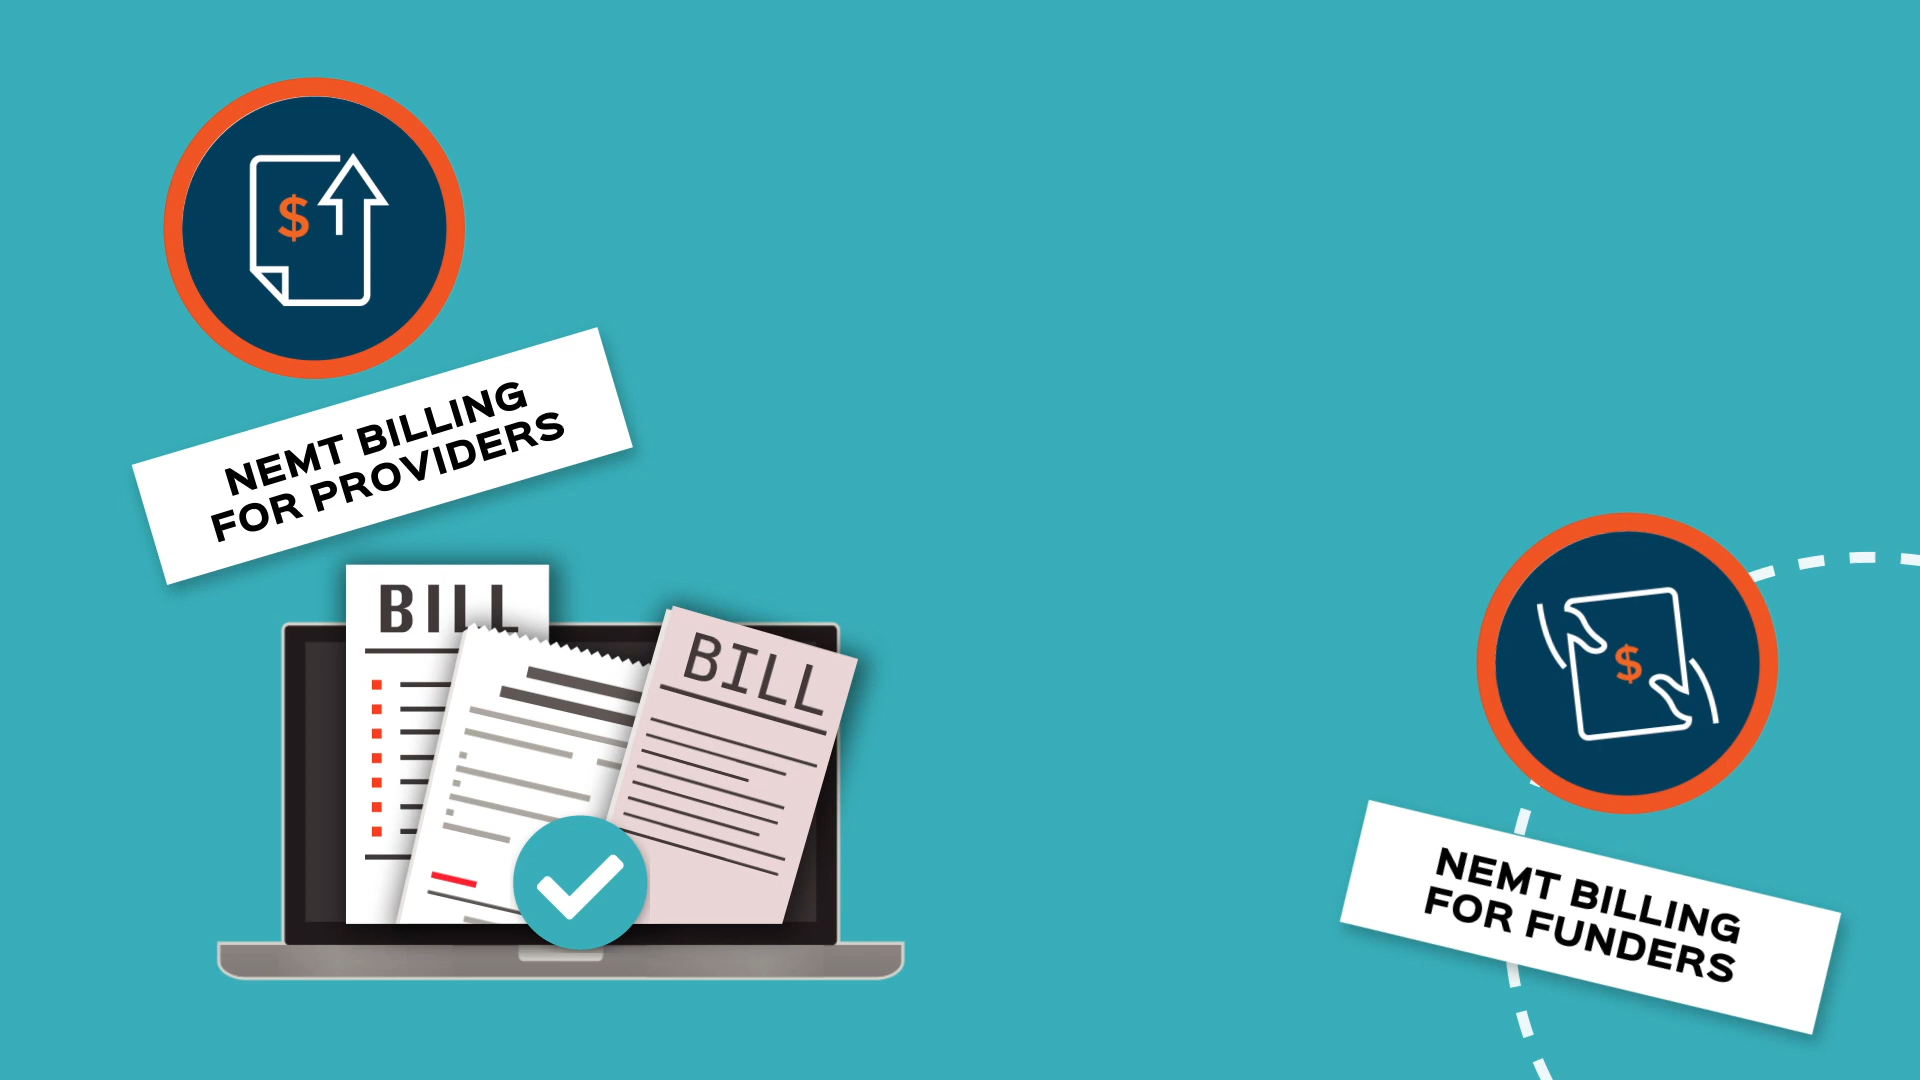 $
NEMT BILLING
FOR PROVIDERS
BILL
BILL
$
NEMT BILLING
FOR FUNDERS